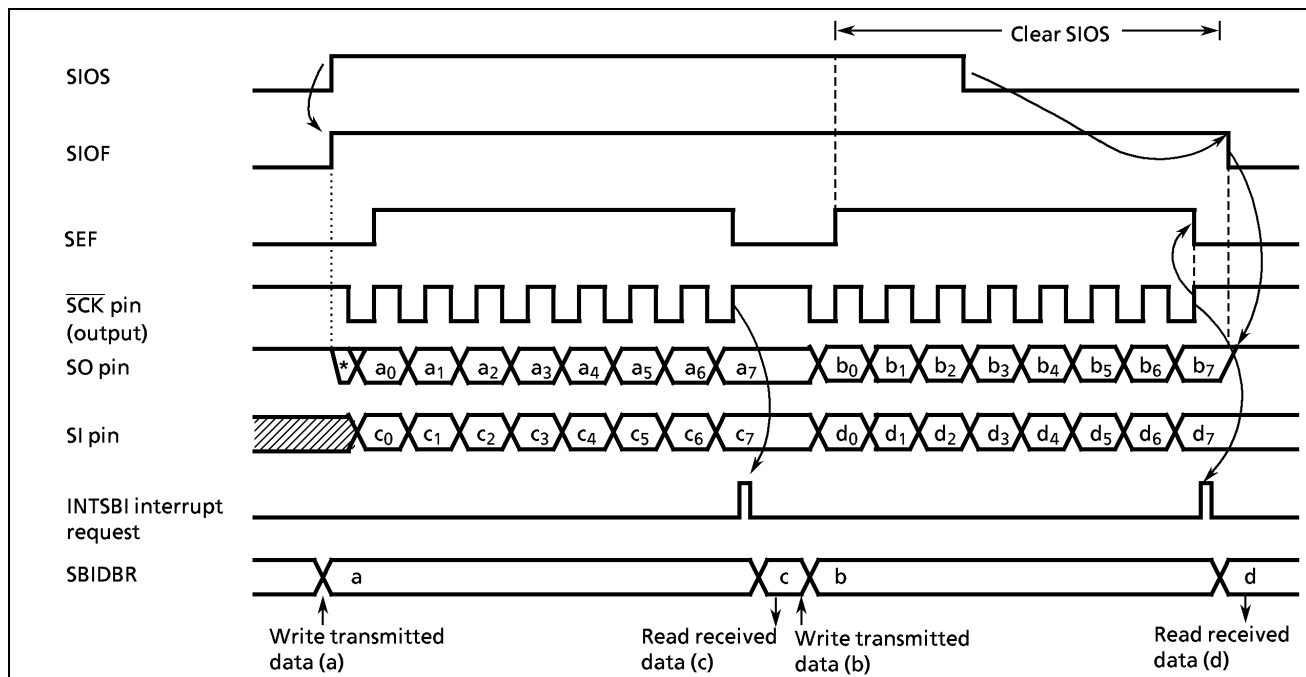 Clear SIOS
SIOS
SIOF
SEF
SCK pin
(output)
SO pin
* a0 a1 a2 a3 a4 a5 a6 a7 b0 b1 b2 b3 b4 b5 b6 b7
SI pin
c0 c1 c2 c3 c4 c5 c6 c7 d0 d1 d2 d3 d4 d5 d6 d7
INTSBI interrupt
request
SBIDBR
a c b d
Write transmitted
data (a)
Read received
data (c)
Write transmitted
data (b)
Read received
data (d)